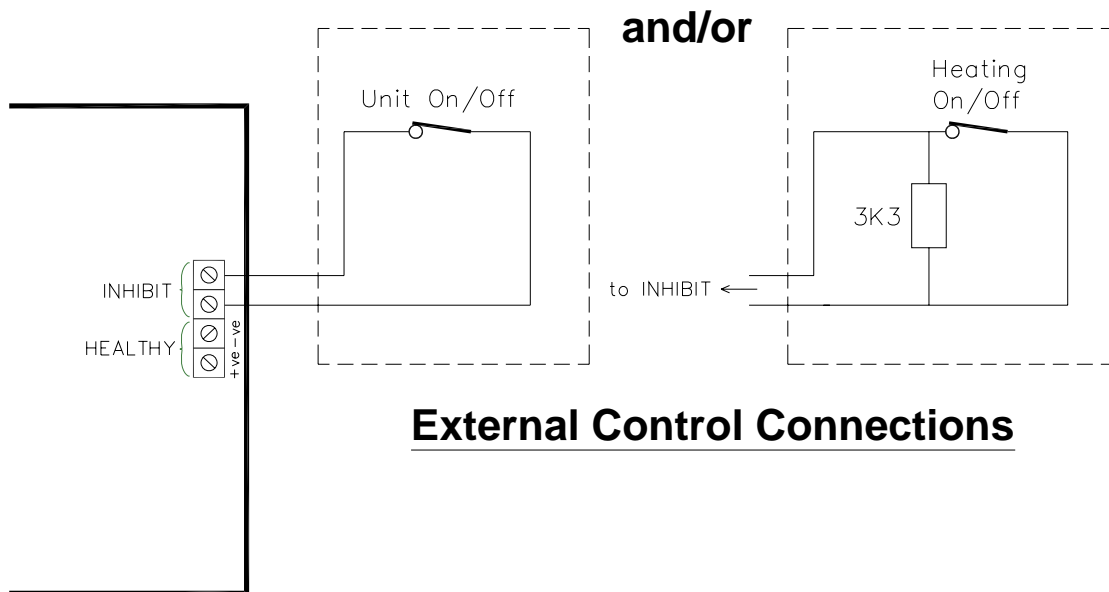 and/or
Unit On/Off
Heating
On/Off
3K3
INHIBIT
to INHIBIT
HEALTHY
+ve -ve
External Control Connections